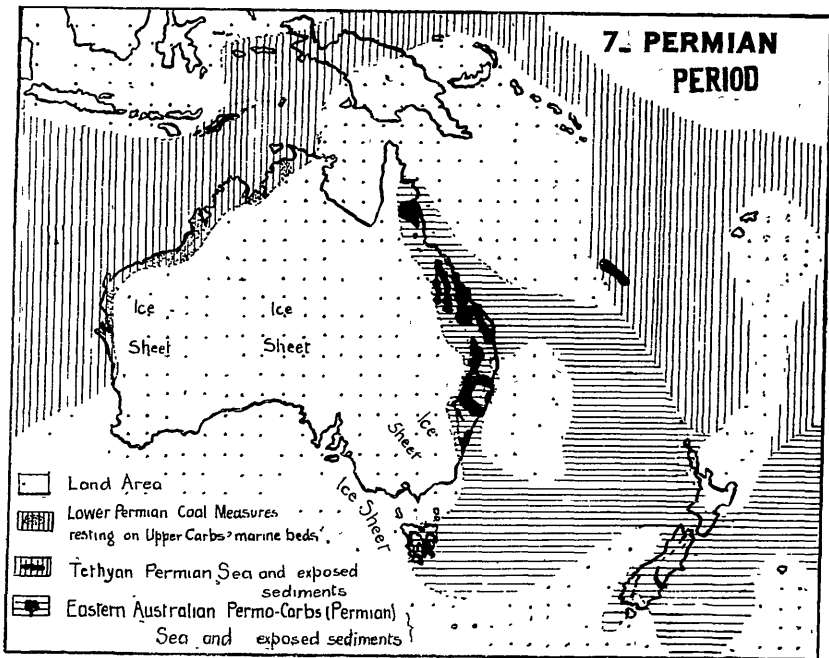 7_ PERMIAN
PERIOD
Ice
Sheet
Ice
Sheet
Ice
Sheet
Ice Sheet
Land Area
Lower Permian Coal Measures
resting on Upper Carbs' marine beds'.
Tethyan Permian Sea and exposed
sediments
Eastern Australian Permo-Carbs (Permian)
Sea and exposed sediments